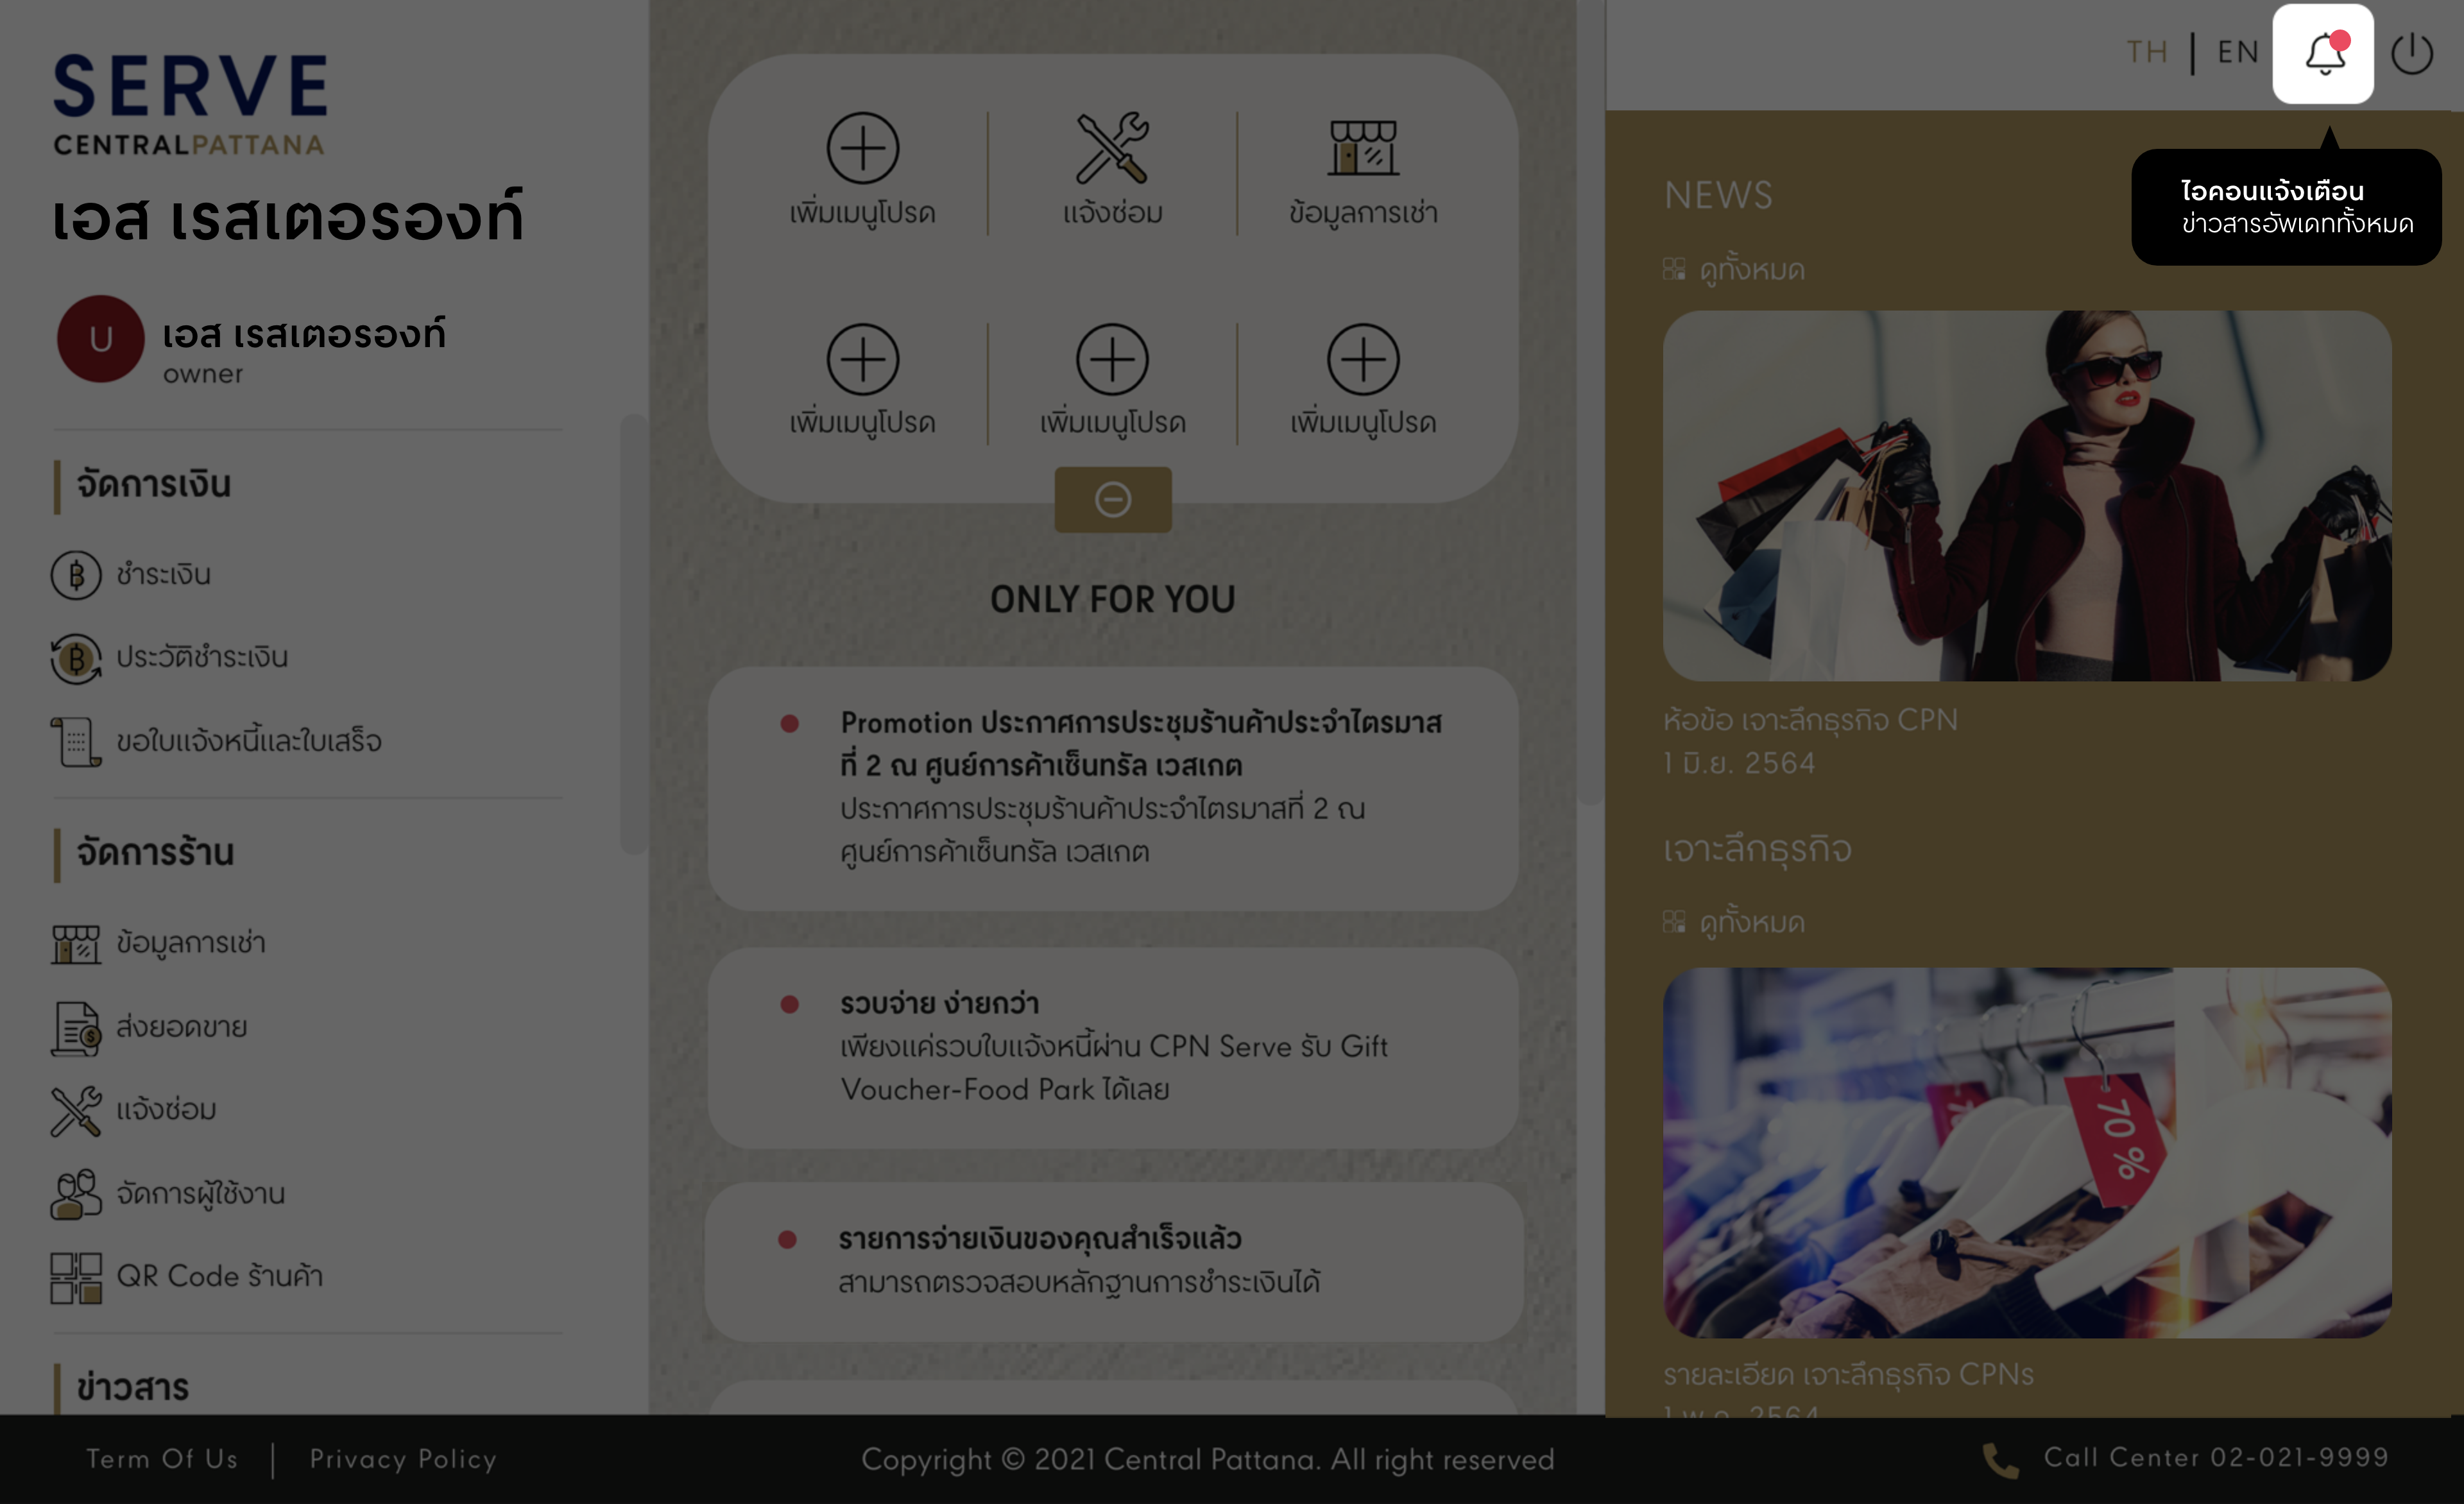 SERVE
CENTRALPATTANA
เอส เรสเตอรองท์
U
เอส เรสเตอรองท์
owner
จัดการเงิน
ชำระเงิน
ประวัติชำระเงิน
ขอใบแจ้งหนี้และใบเสร็จ
จัดการร้าน
ข้อมูลการเช่า
ส่งยอดขาย
แจ้งซ่อม
จัดการผู้ใช้งาน
QR Code ร้านค้า
ข่าวสาร
เพิ่มเมนูโปรด
แจ้งซ่อม
ข้อมูลการเช่า
เพิ่มเมนูโปรด
เพิ่มเมนูโปรด
เพิ่มเมนูโปรด
ONLY FOR YOU
Promotion ประกาศการประชุมร้านค้าประจำไตรมาส
ที่ 2 ณ ศูนย์การค้าเซ็นทรัล เวสเกต
ประกาศการประชุมร้านค้าประจำไตรมาสที่ 2 ณ
ศูนย์การค้าเซ็นทรัล เวสเกต
รวบจ่าย ง่ายกว่า
เพียงแค่รวบใบแจ้งหนี้ผ่าน CPN Serve รับ Gift
Voucher-Food Park ได้เลย
รายการจ่ายเงินของคุณสำเร็จแล้ว
สามารถตรวจสอบหลักฐานการชำระเงินได้
TH | EN
ไอคอนแจ้งเตือน
ข่าวสารอัพเดททั้งหมด
NEWS
ดูทั้งหมด
ห้อข้อ เจาะลึกธุรกิจ CPN
1 มิ.ย. 2564
เจาะลึกธุรกิจ
ดูทั้งหมด
70 %
รายละเอียด เจาะลึกธุรกิจ CPNs
1 พ.ค. 2564
Term Of Us | Privacy Policy
Copyright © 2021 Central Pattana. All right reserved
Call Center 02-021-9999